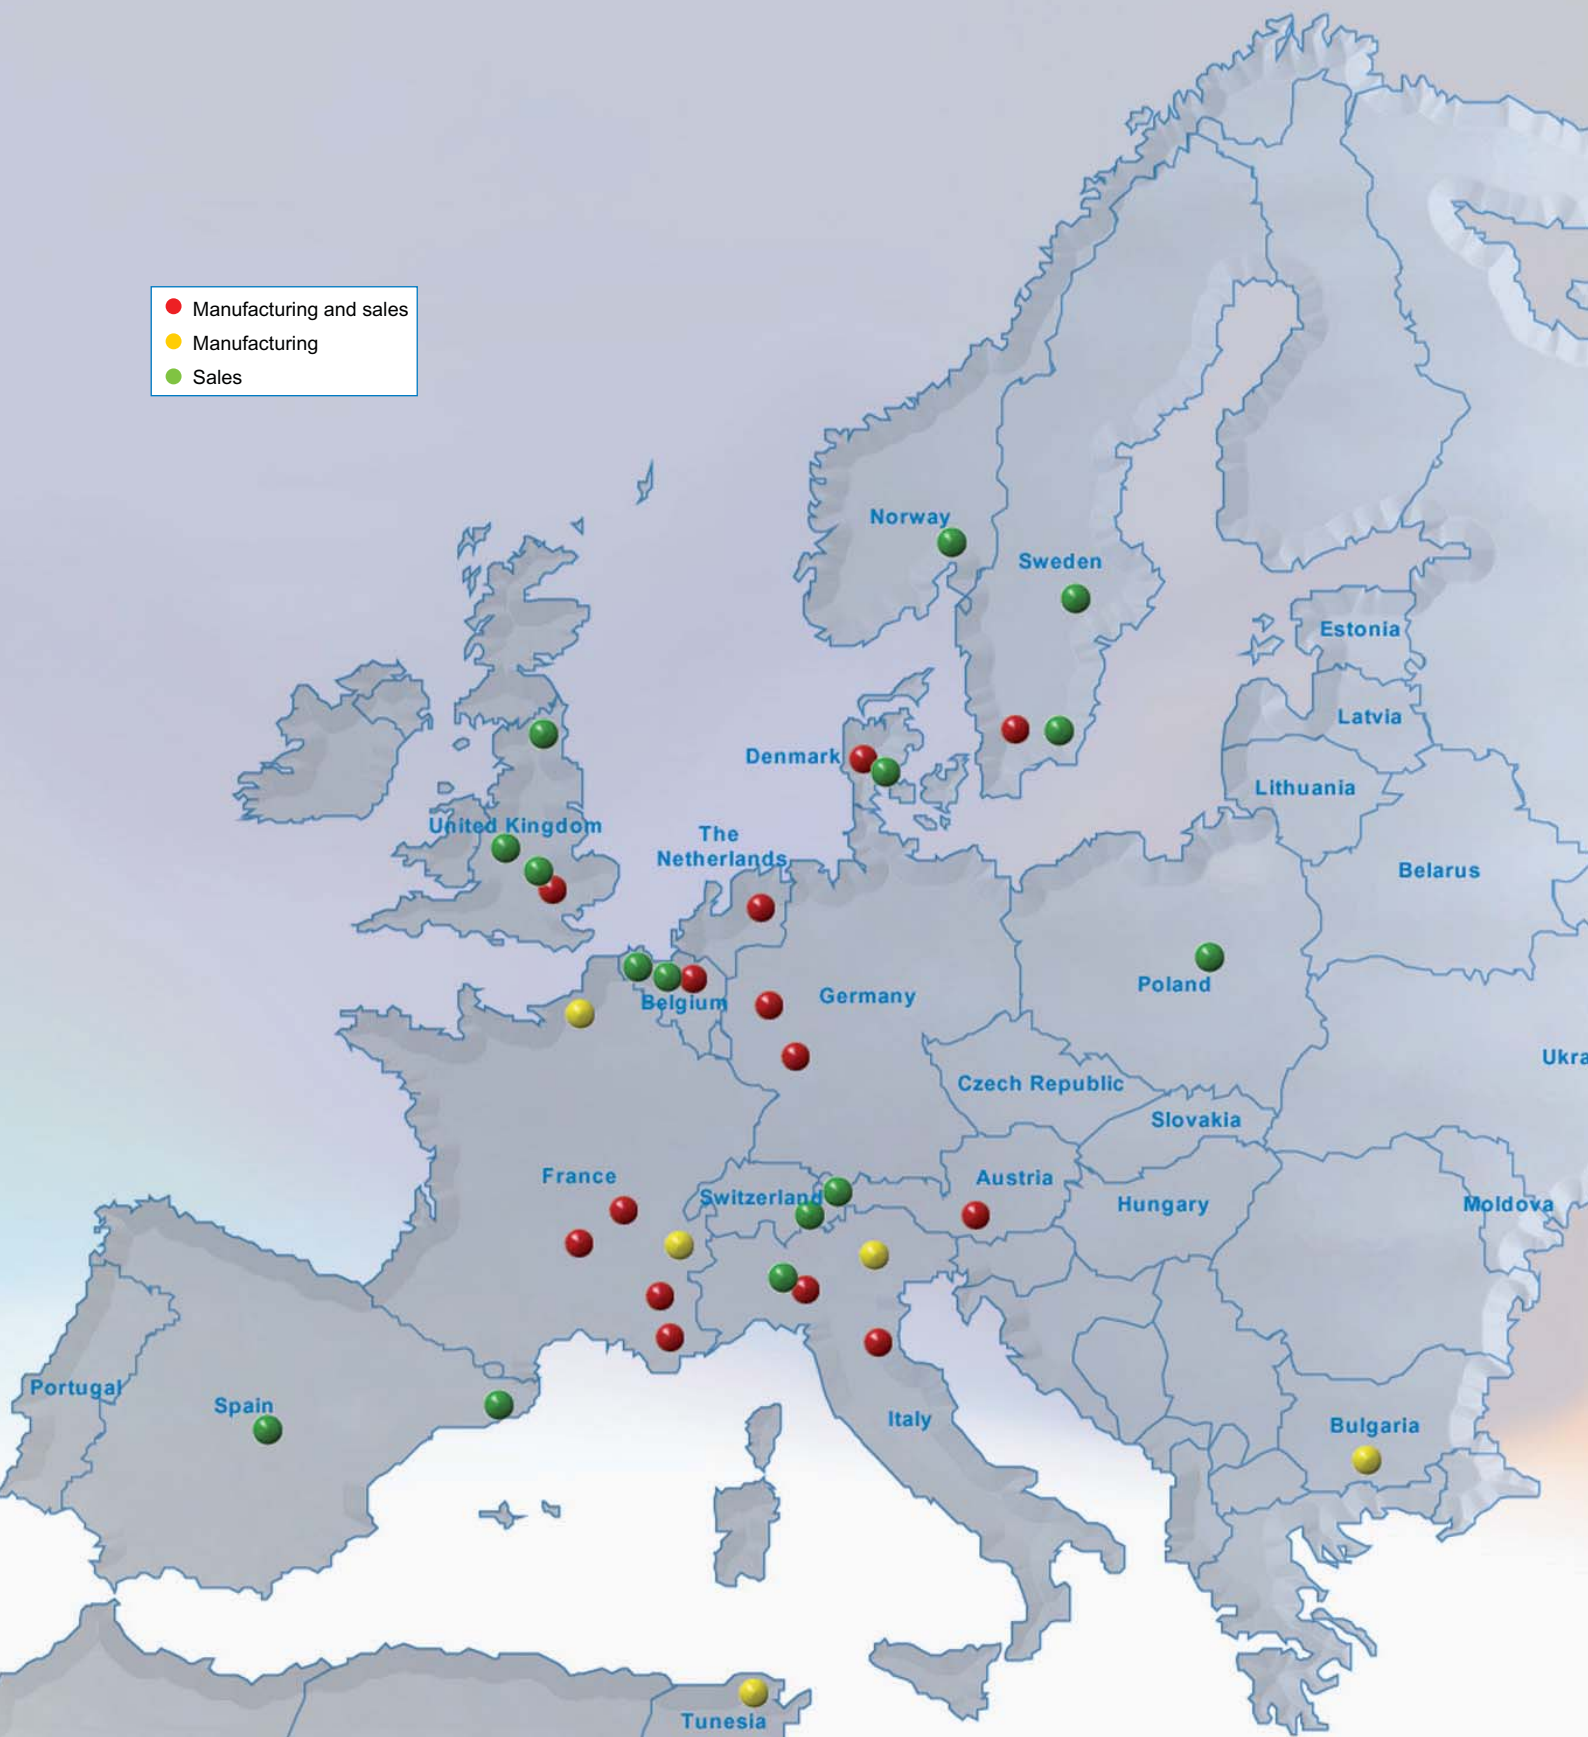 Manufacturing and sales
Manufacturing
Sales
Norway
Sweden
Estonia
Latvia
Denmark
Lithuania
United Kingdom
The
Netherlands
Belarus
Poland
Germany
Belgium
Ukra
Czech Republic
Slovakia
France
Austria
Switzerland
Hungary
Moldova
Portugal
Spain
Italy
Bulgaria
Tunesia